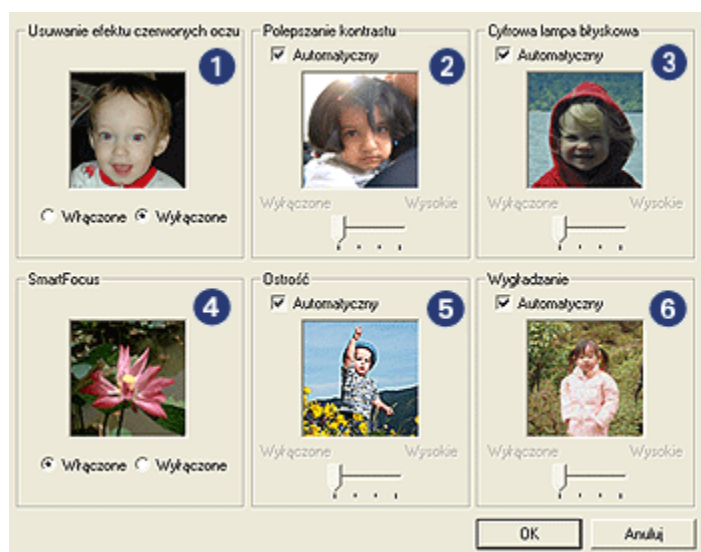 Usuwanie efektu czerwonych oczu
1
Włączone Wyłączone
Polepszanie kontrastu
Automatyczny
2
Wyłączone Wysokie
Cyfrowa lampa błyskowa
Automatyczny
3
Wyłączone Wysokie
SmartFocus
4
Włączone Wyłączone
Ostrość
Automatyczny
5
Wyłączone Wysokie
Wygładzanie
Automatyczny
6
Wyłączone Wysokie
OK Anuluj